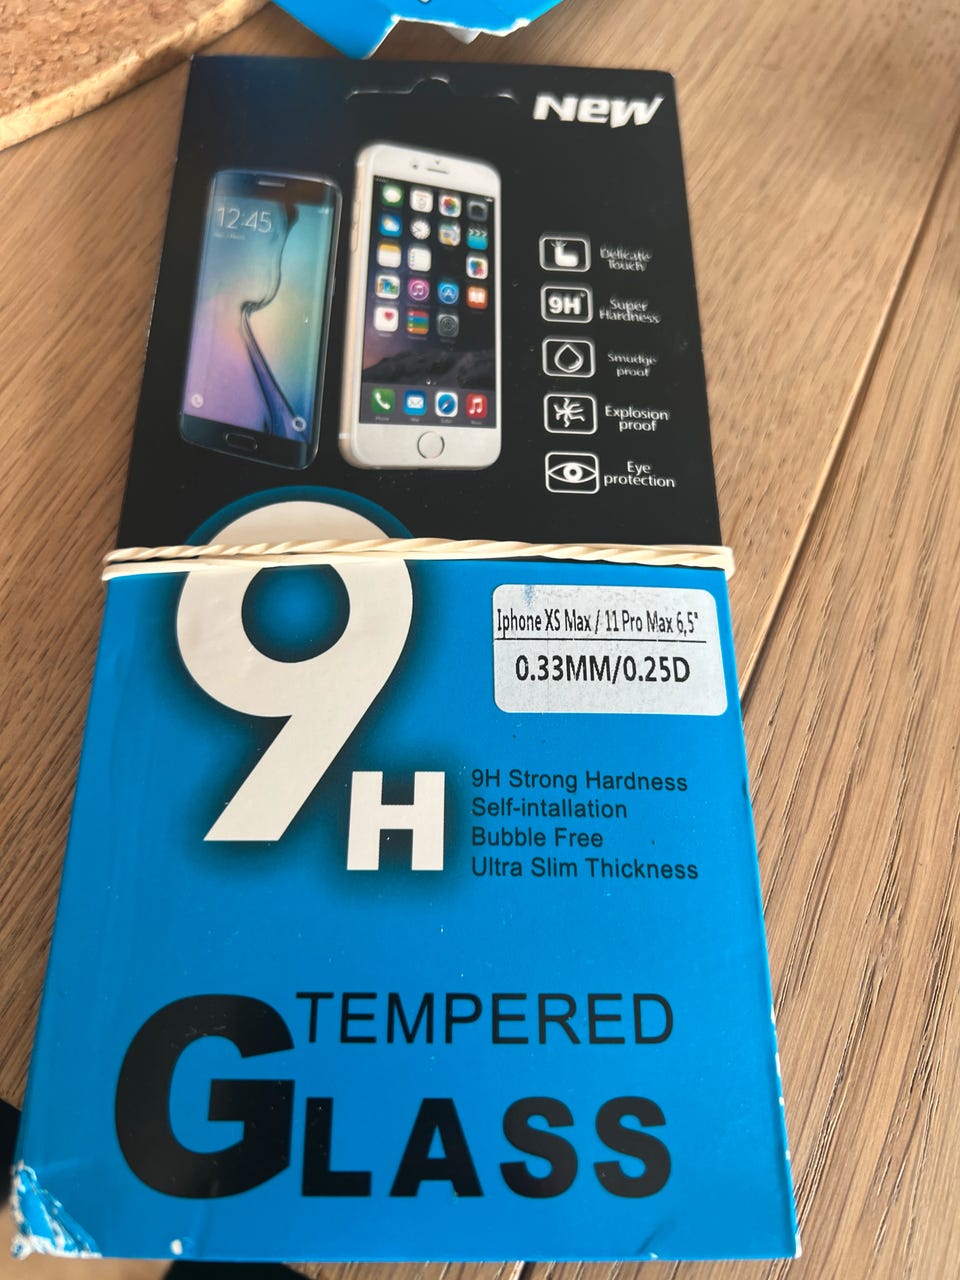 New
12:45
Delicate
Touch
9H
Super
Hardness
Smudge
proof
Explosion
proof
Eye
protection
9H
Iphone XS Max / 11 Pro Max 6,5"
0.33MM/0.25D
9H Strong Hardness
Self-intallation
Bubble Free
Ultra Slim Thickness
TEMPERED
GLASS